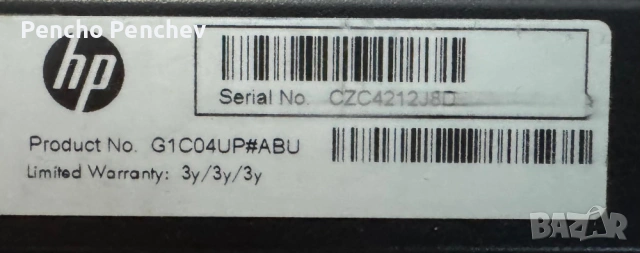 Pencho Penchev
hp
Serial No. CZC4212J8D
Product No. G1C04UP#ABU
Limited Warranty: 3y/3y/3y
BAZAR